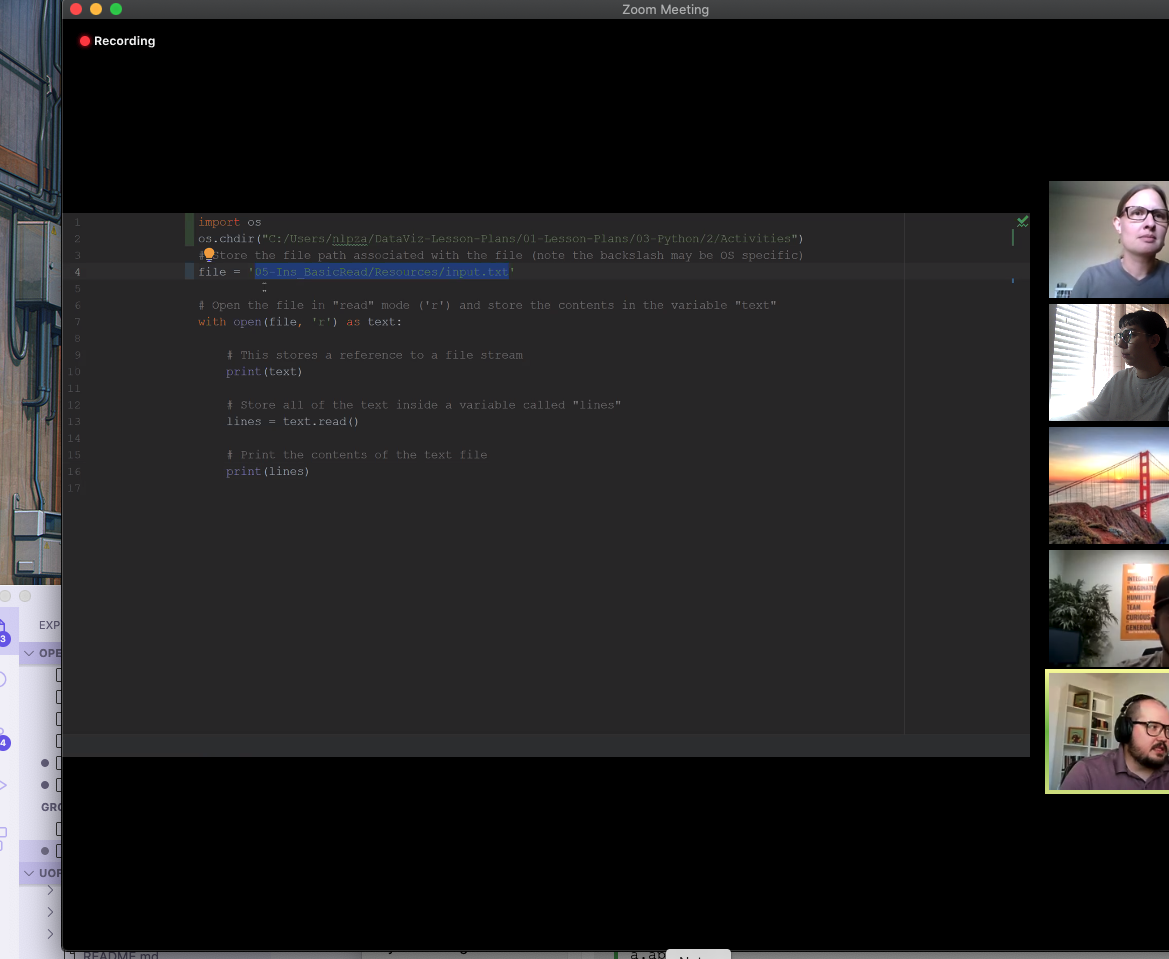 Zoom Meeting
Recording
1 import os
2 os.chdir("C:/Users/nlpza/DataViz-Lesson-Plans/01-Lesson-Plans/03-Python/2/Activities")
3 # Store the file path associated with the file (note the backslash may be OS specific)
4 file = '05-Ins_BasicRead/Resources/input.txt'
5
6 # Open the file in "read" mode ('r') and store the contents in the variable "text"
7 with open(file, 'r') as text:
8
9 # This stores a reference to a file stream
10 print(text)
11
12 # Store all of the text inside a variable called "lines"
13 lines = text.read()
14
15 # Print the contents of the text file
16 print(lines)
17
INTEGRITY
HUMILITY
TEAM
CURIOUS
3
EXP
OPE
4
GRO
UOF
README.md